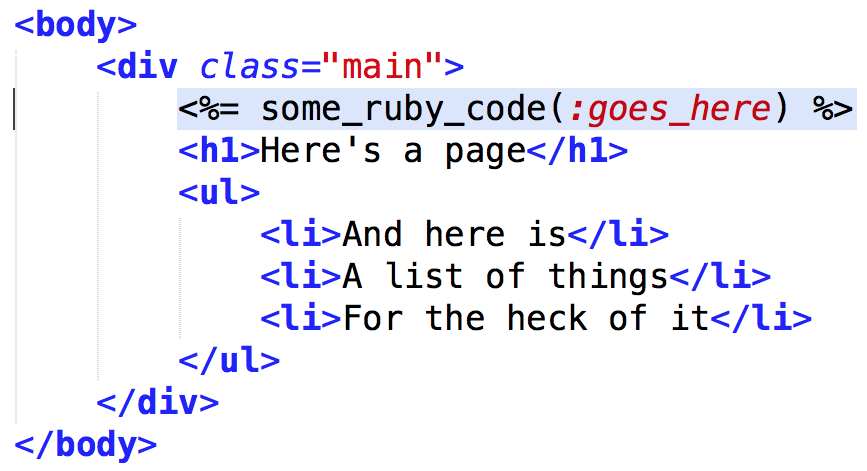 <body>
    <div class="main">
        <%= some_ruby_code(:goes_here) %>
        <h1>Here's a page</h1>
        <ul>
            <li>And here is</li>
            <li>A list of things</li>
            <li>For the heck of it</li>
        </ul>
    </div>
</body>